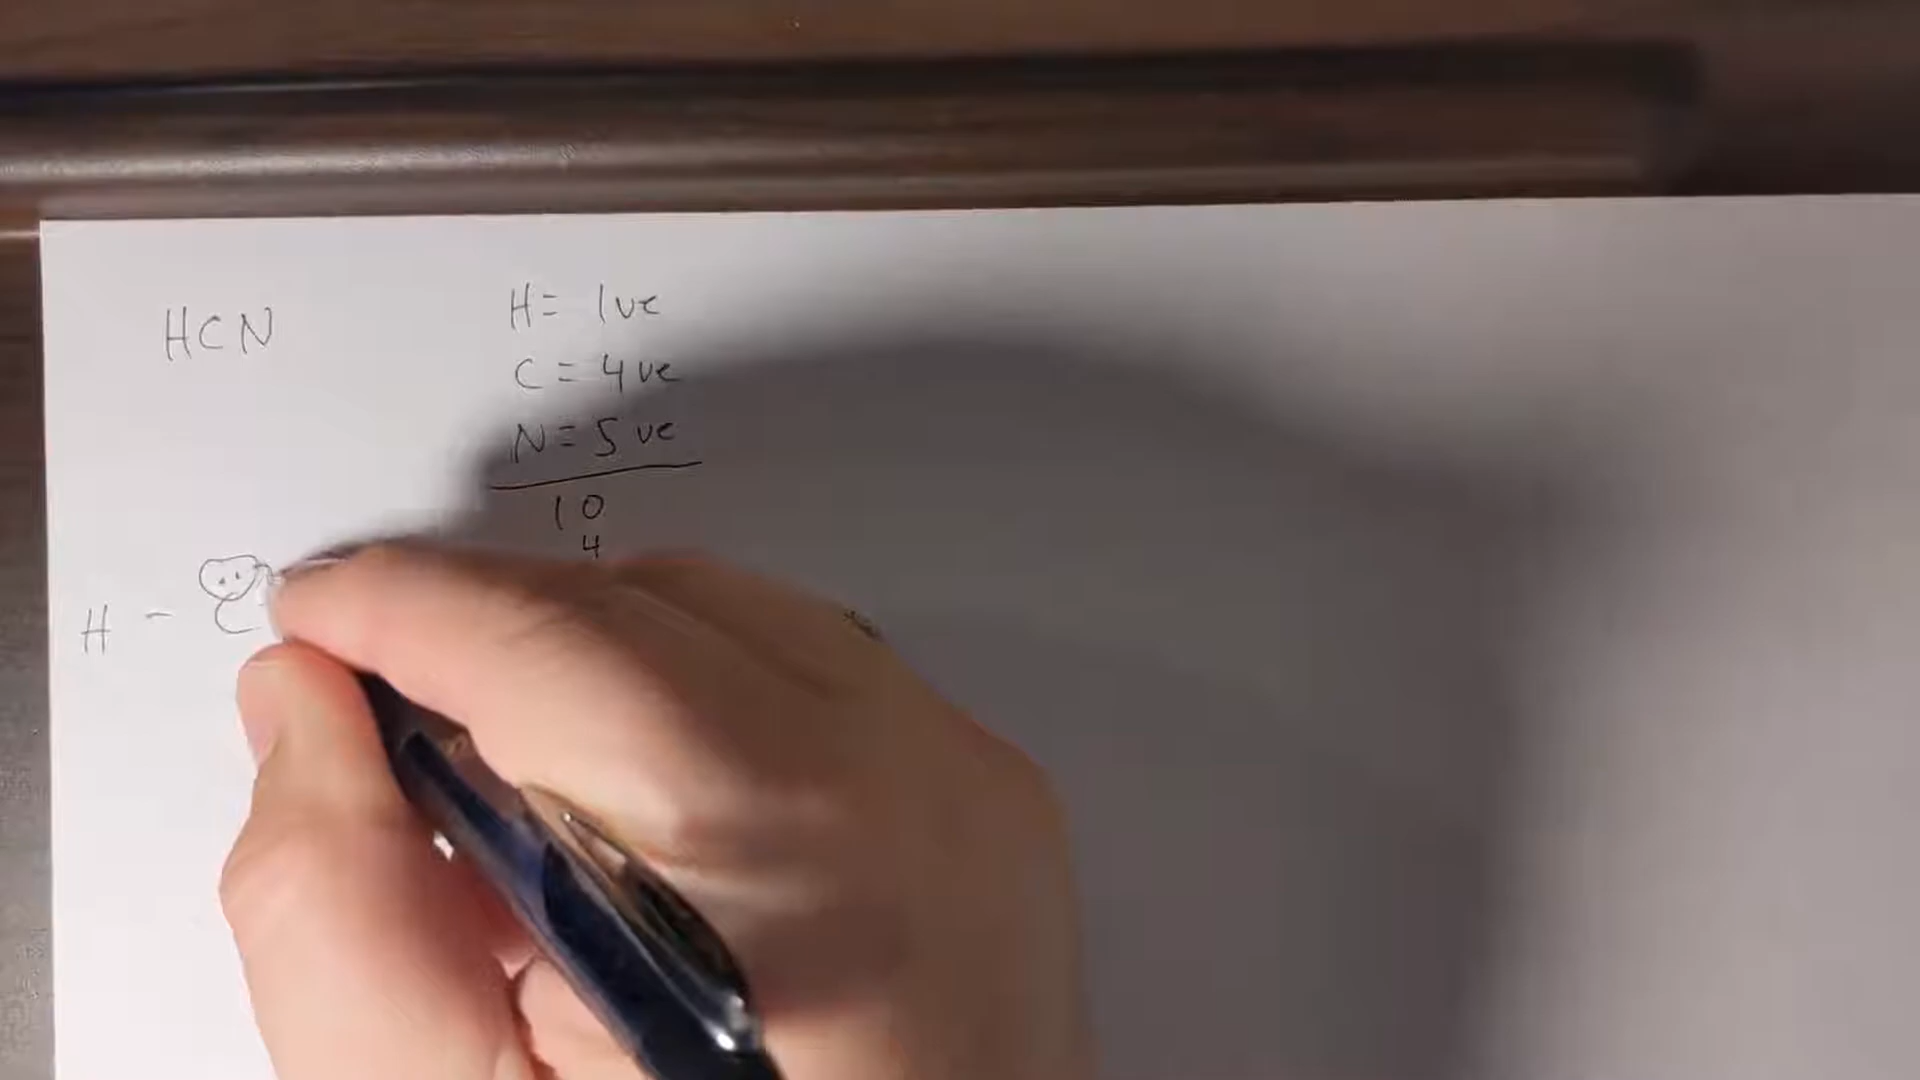 HCN
H = 1ve
C = 4ve
N = 5ve
10
4
H - C